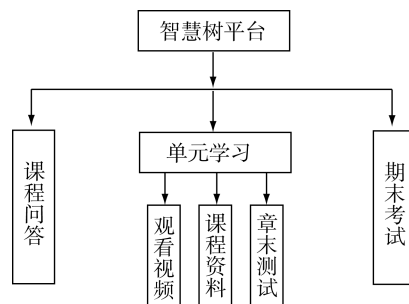 智慧树平台
课程问答
单元学习
期末考试
观看视频
课程资料
章末测试